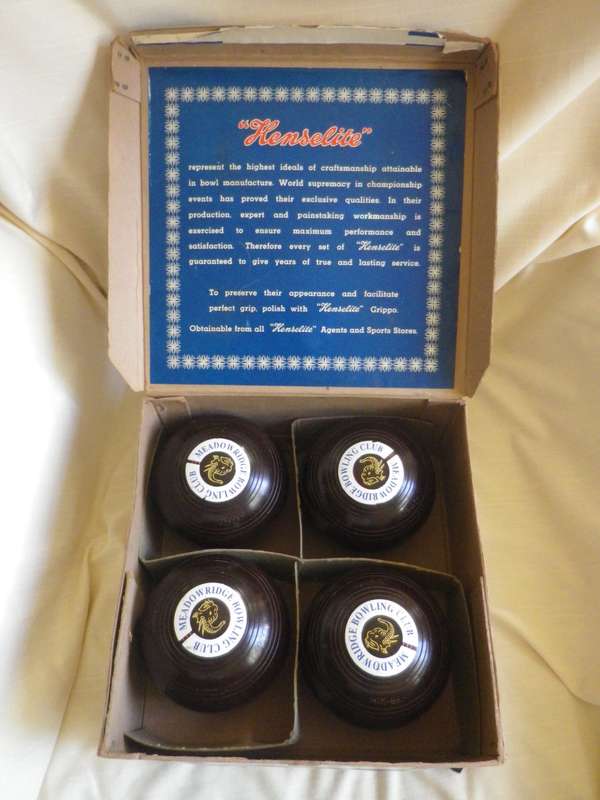 "Henselite"
represent the highest ideals of craftsmanship attainable
in bowl manufacture. World supremacy in championship
events has proved their exclusive qualities. In their
production, expert and painstaking workmanship is
exercised to ensure maximum performance and
satisfaction. Therefore every set of "Henselite" is
guaranteed to give years of true and lasting service.
To preserve their appearance and facilitate
perfect grip, polish with "Henselite" Grippo.
Obtainable from all "Henselite" Agents and Sports Stores.
MEADOWRIDGE BOWLING CLUB
MEADOWRIDGE BOWLING CLUB
MEADOWRIDGE BOWLING CLUB
MEADOWRIDGE BOWLING CLUB